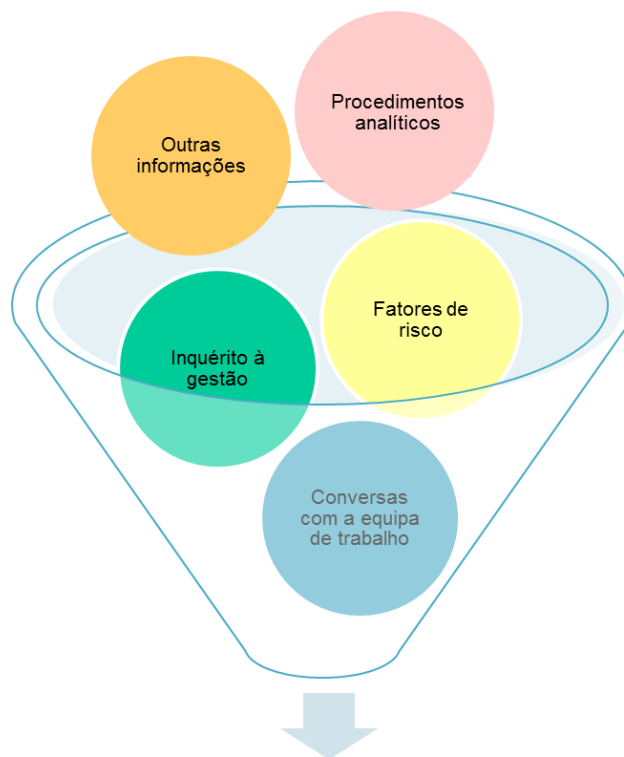 Procedimentos
analíticos
Outras
informações
Fatores de
risco
Inquérito à
gestão
Conversas
com a equipa
de trabalho